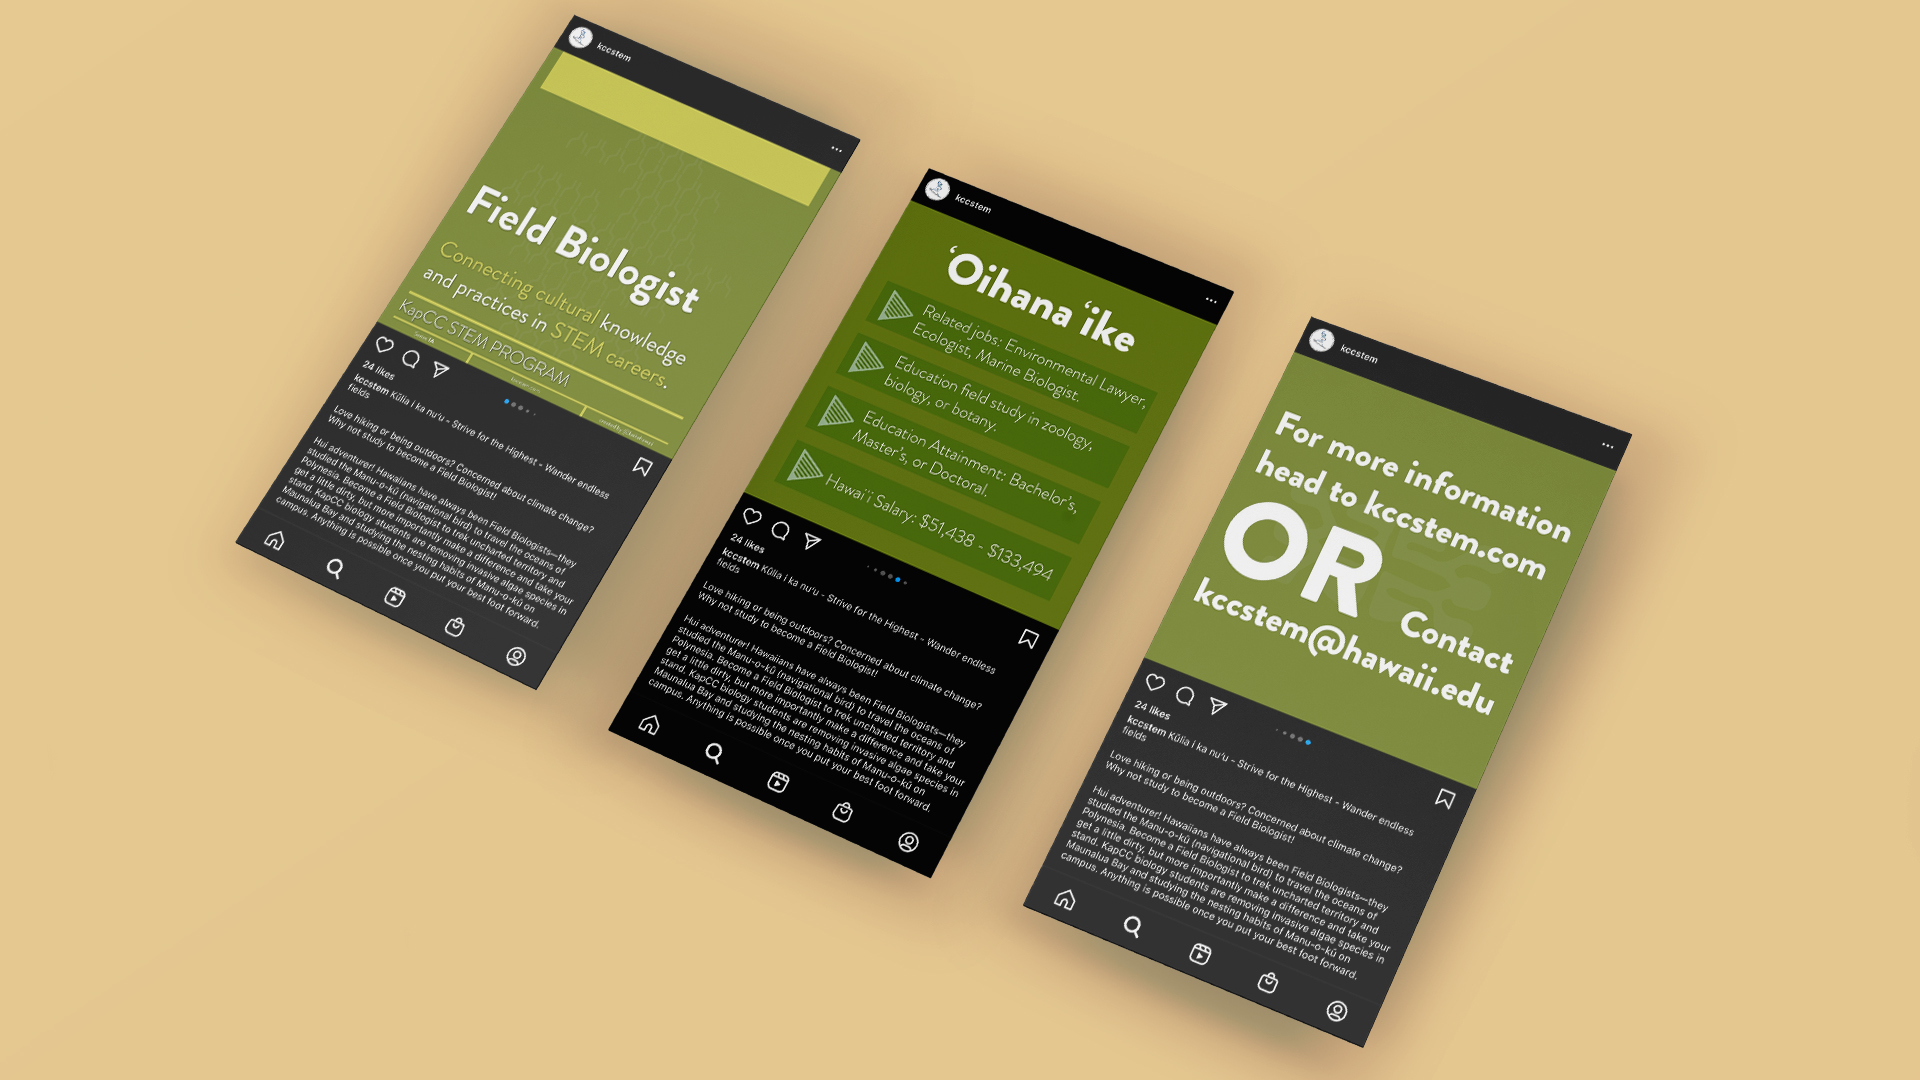 kccstem
Field Biologist
Connecting cultural knowledge
and practices in STEM careers.
KapCC STEM PROGRAM
24 likes
kccstem Kūlia i ka nu'u - Strive for the Highest - Wander endless
fields
Love hiking or being outdoors? Concerned about climate change?
Why not study to become a Field Biologist!
Hui adventurer! Hawaiians have always been Field Biologists—they
studied the Manu-o-kū (navigational bird) to travel the oceans of
Polynesia. Become a Field Biologist to trek uncharted territory and
get a little dirty, but more importantly make a difference and take your
stand. KapCC biology students are removing invasive algae species in
Maunalua Bay and studying the nesting habits of Manu-o-kū on
campus. Anything is possible once you put your best foot forward.
kccstem
ʻOihana ʻike
Related jobs: Environmental Lawyer,
Ecologist, Marine Biologist.
Education field study in zoology,
biology, or botany.
Education Attainment: Bachelor's,
Master's, or Doctoral.
Hawaiʻi Salary: $51,438 - $133,494
24 likes
kccstem Kūlia i ka nu'u - Strive for the Highest - Wander endless
fields
Love hiking or being outdoors? Concerned about climate change?
Why not study to become a Field Biologist!
Hui adventurer! Hawaiians have always been Field Biologists—they
studied the Manu-o-kū (navigational bird) to travel the oceans of
Polynesia. Become a Field Biologist to trek uncharted territory and
get a little dirty, but more importantly make a difference and take your
stand. KapCC biology students are removing invasive algae species in
Maunalua Bay and studying the nesting habits of Manu-o-kū on
campus. Anything is possible once you put your best foot forward.
kccstem
For more information
head to kccstem.com
OR Contact
kccstem@hawaii.edu
24 likes
kccstem Kūlia i ka nu'u - Strive for the Highest - Wander endless
fields
Love hiking or being outdoors? Concerned about climate change?
Why not study to become a Field Biologist!
Hui adventurer! Hawaiians have always been Field Biologists—they
studied the Manu-o-kū (navigational bird) to travel the oceans of
Polynesia. Become a Field Biologist to trek uncharted territory and
get a little dirty, but more importantly make a difference and take your
stand. KapCC biology students are removing invasive algae species in
Maunalua Bay and studying the nesting habits of Manu-o-kū on
campus. Anything is possible once you put your best foot forward.